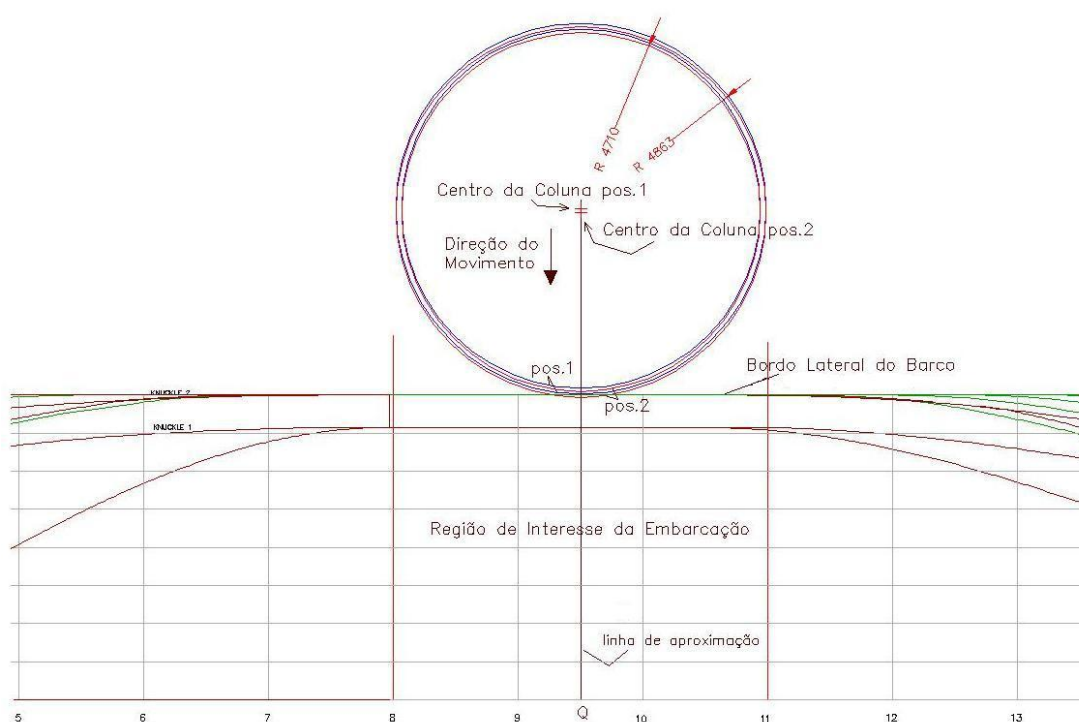 R 4710
R 4863
Centro da Coluna pos.1
Centro da Coluna pos.2
Direção do
Movimento
pos.1
pos.2
Bordo Lateral do Barco
KNUCKLE 2
KNUCKLE 1
Região de Interesse da Embarcação
linha de aproximação
5 6 7 8 9 Q 10 11 12 13